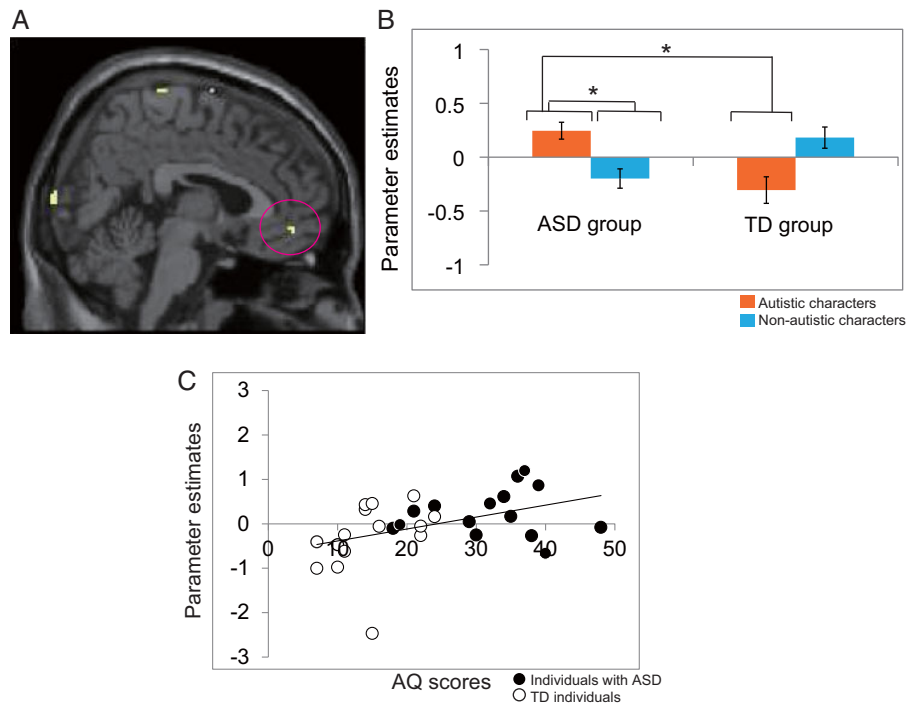 A
B
Parameter estimates
1
0.5
0
-0.5
-1
*
*
ASD group
TD group
Autistic characters
Non-autistic characters
C
Parameter estimates
3
2
1
0
-1
-2
-3
0
10
20
30
40
50
AQ scores
Individuals with ASD
TD individuals